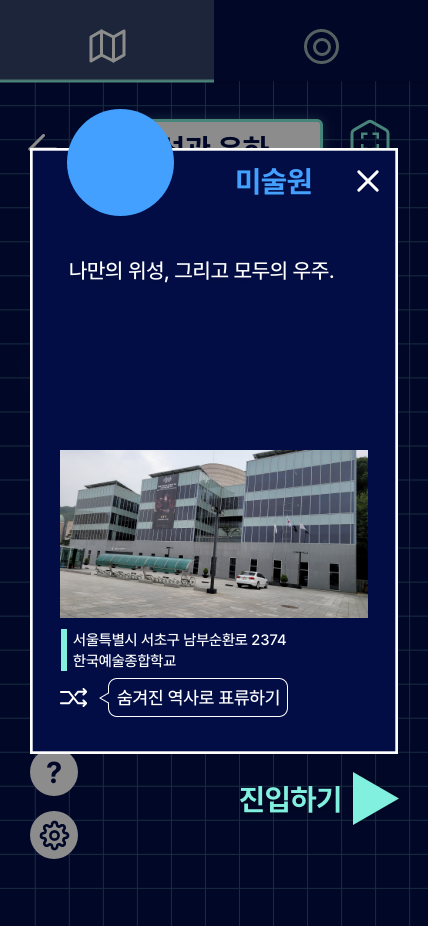 미술원
나만의 위성, 그리고 모두의 우주.
서울특별시 서초구 남부순환로 2374
한국예술종합학교
숨겨진 역사로 표류하기
?
진입하기